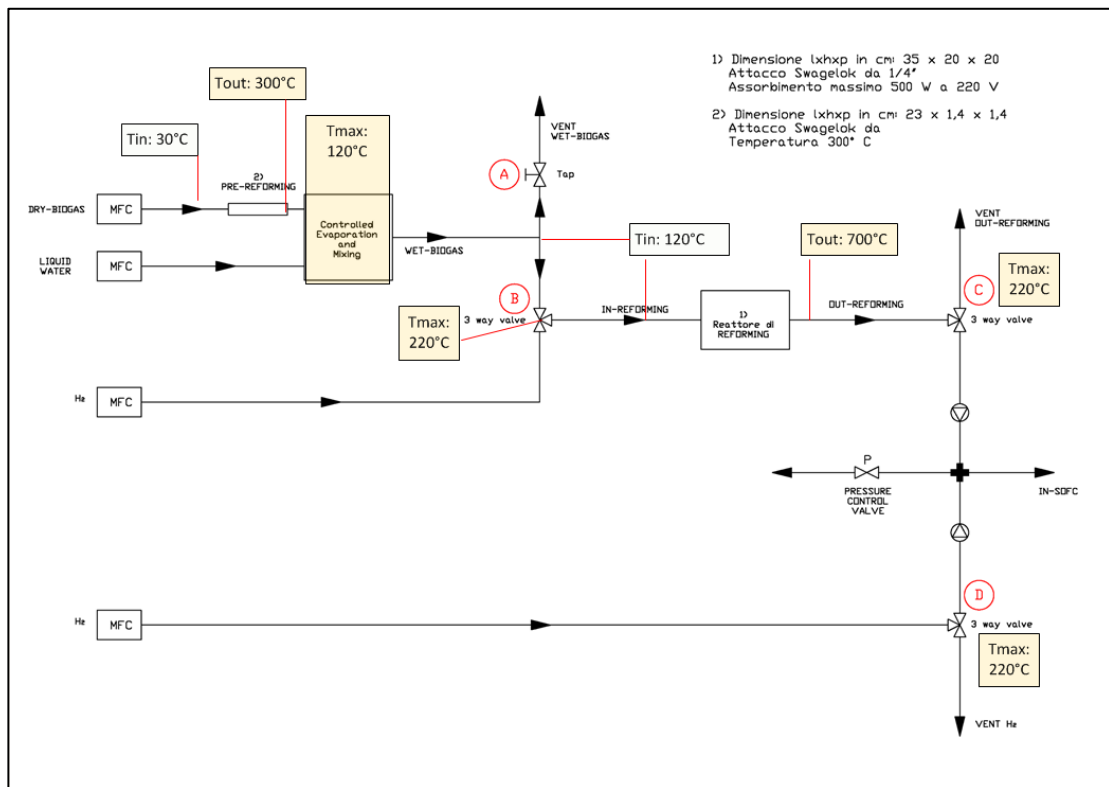 1) Dimensione lxhxp in cm: 35 x 20 x 20
Attacco Swagelok da 1/4"
Assorbimento massimo 500 W a 220 V
2) Dimensione lxhxp in cm: 23 x 1,4 x 1,4
Attacco Swagelok da
Temperatura 300° C
Tout: 300°C
Tin: 30°C
Tmax:
120°C
VENT
WET-BIOGAS
A
Tap
2)
PRE-REFORMING
DRY-BIOGAS
MFC
Controlled
Evaporation
and
Mixing
WET-BIOGAS
LIQUID
WATER
MFC
Tin: 120°C
Tout: 700°C
VENT
OUT-REFORMING
B
3 way valve
Tmax:
220°C
IN-REFORMING
1)
Reattore di
REFORMING
OUT-REFORMING
C
Tmax:
220°C
3 way valve
H2
MFC
P
PRESSURE
CONTROL
VALVE
IN-SOFC
D
H2
MFC
3 way valve
Tmax:
220°C
VENT H2